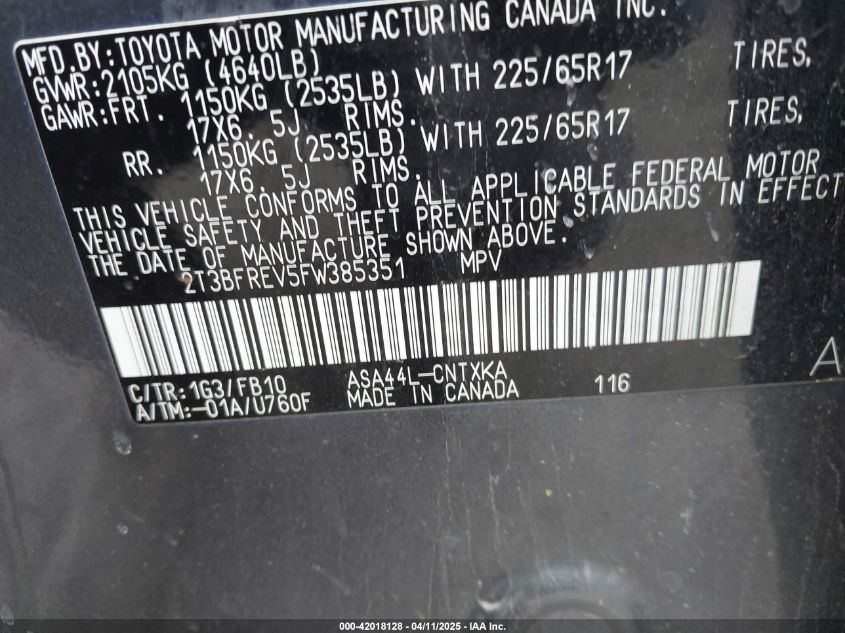 MFD.BY:TOYOTA MOTOR MANUFACTURING CANADA INC.
GVWR:2105KG (4640LB)
GAWR:FRT. 1150KG (2535LB) WITH 225/65R17 TIRES,
17X6.5J RIMS.
RR. 1150KG (2535LB) WITH 225/65R17 TIRES,
17X6.5J RIMS.
THIS VEHICLE CONFORMS TO ALL APPLICABLE FEDERAL MOTOR
VEHICLE SAFETY AND THEFT PREVENTION STANDARDS IN EFFECT
THE DATE OF MANUFACTURE SHOWN ABOVE.
2T3BFREV5FW385351 MPV
C/TR:1G3/FB10 ASA44L-CNTXKA 116
A/TM:-01A/U760F MADE IN CANADA
A
000-42018128 - 04/11/2025 - IAA Inc.